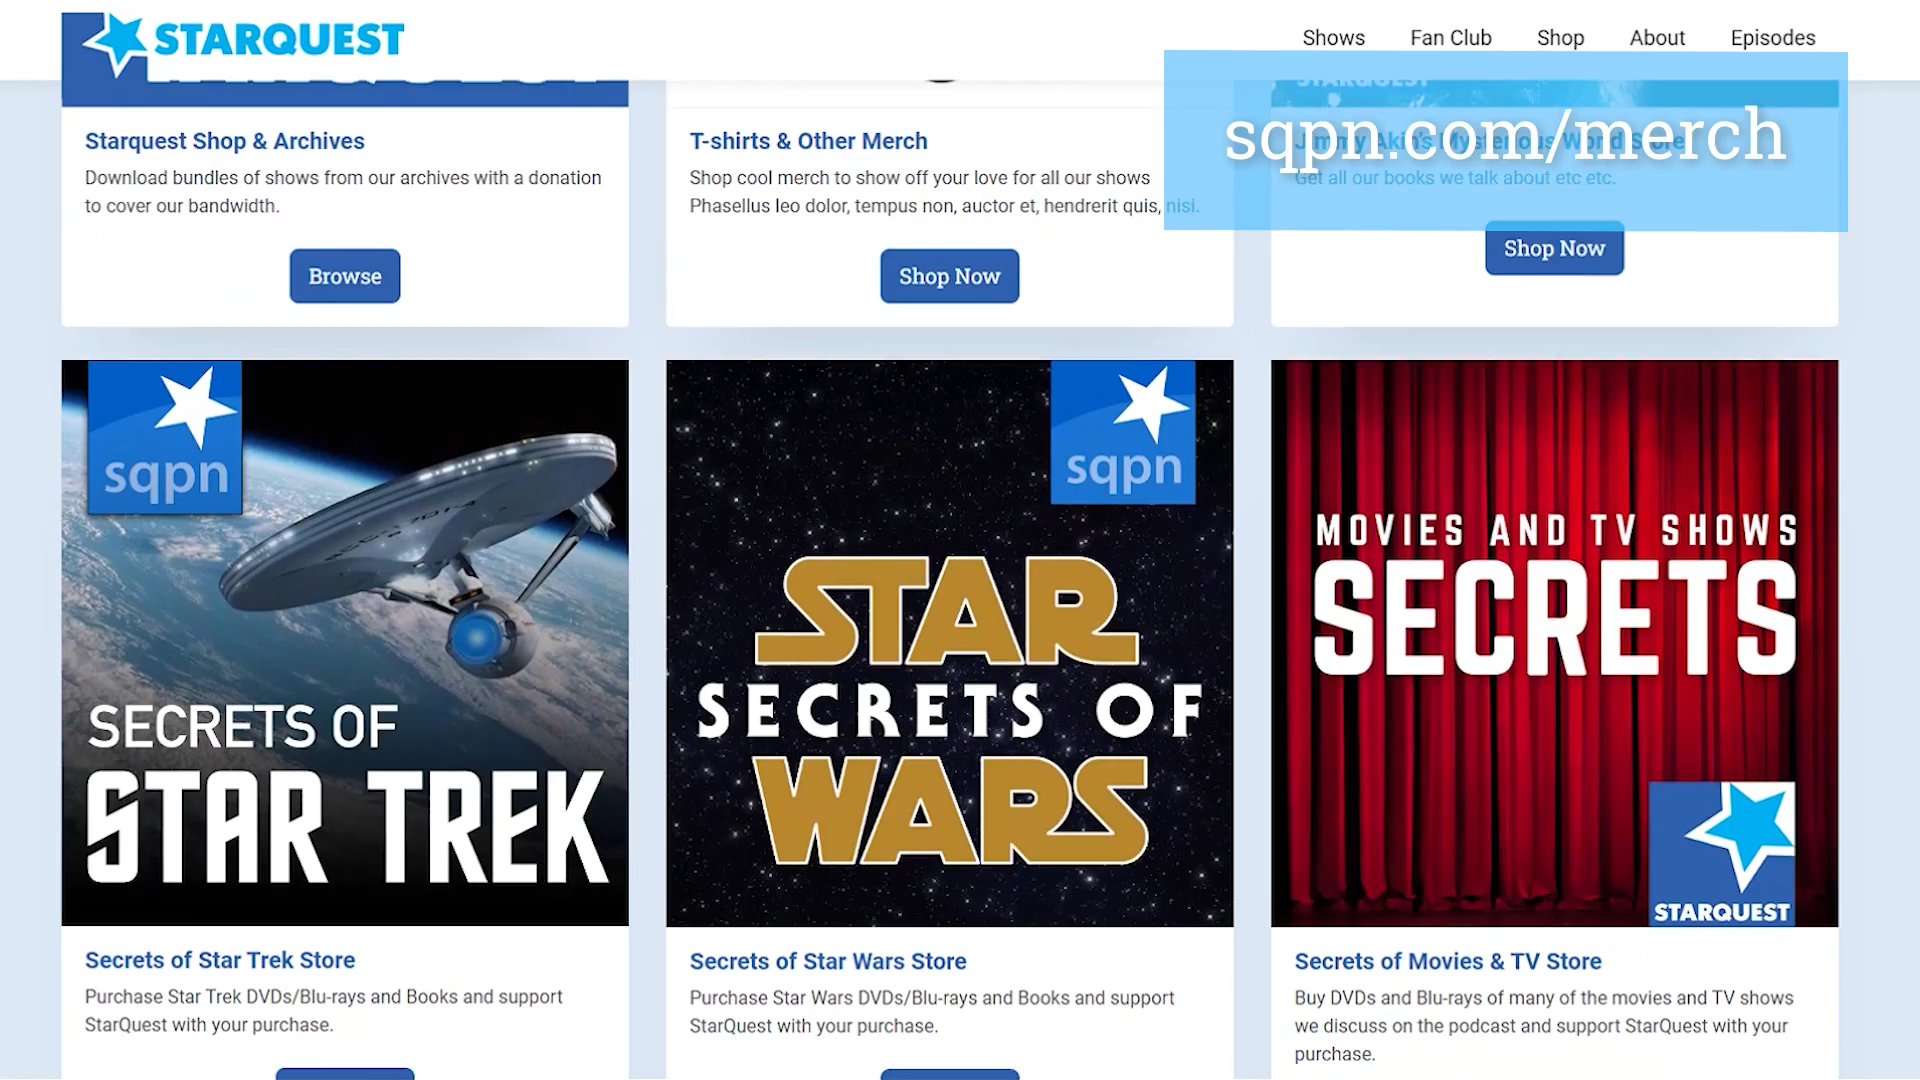 STARQUEST
Shows
Fan Club
Shop
About
Episodes
sqpn.com/merch
Starquest Shop & Archives
Download bundles of shows from our archives with a donation
to cover our bandwidth.
Browse
T-shirts & Other Merch
Shop cool merch to show off your love for all our shows
Phasellus leo dolor, tempus non, auctor et, hendrerit quis, nisi.
Shop Now
STARQUEST
Jimmy Akin's Mysterious World Store
Get all our books we talk about etc etc.
Shop Now
sqpn
SECRETS OF
STAR TREK
sqpn
STAR
SECRETS OF
WARS
MOVIES AND TV SHOWS
SECRETS
STARQUEST
Secrets of Star Trek Store
Purchase Star Trek DVDs/Blu-rays and Books and support
StarQuest with your purchase.
Secrets of Star Wars Store
Purchase Star Wars DVDs/Blu-rays and Books and support
StarQuest with your purchase.
Secrets of Movies & TV Store
Buy DVDs and Blu-rays of many of the movies and TV shows
we discuss on the podcast and support StarQuest with your
purchase.